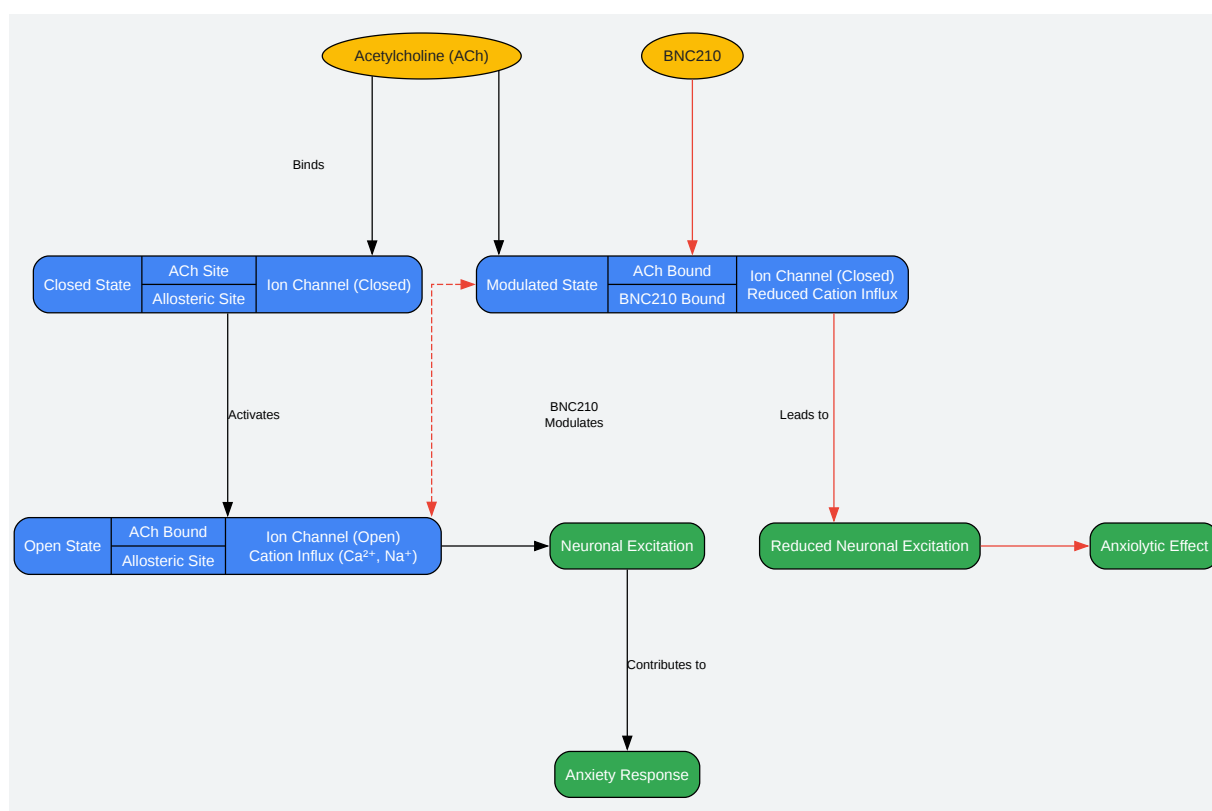 Acetylcholine (ACh)
BNC210
Binds
Closed State
ACh Site
Allosteric Site
Ion Channel (Closed)
Modulated State
ACh Bound
BNC210 Bound
Ion Channel (Closed)
Reduced Cation Influx
Activates
BNC210
Modulates
Leads to
Open State
ACh Bound
Allosteric Site
Ion Channel (Open)
Cation Influx (Ca²⁺, Na⁺)
Neuronal Excitation
Reduced Neuronal Excitation
Anxiolytic Effect
Contributes to
Anxiety Response